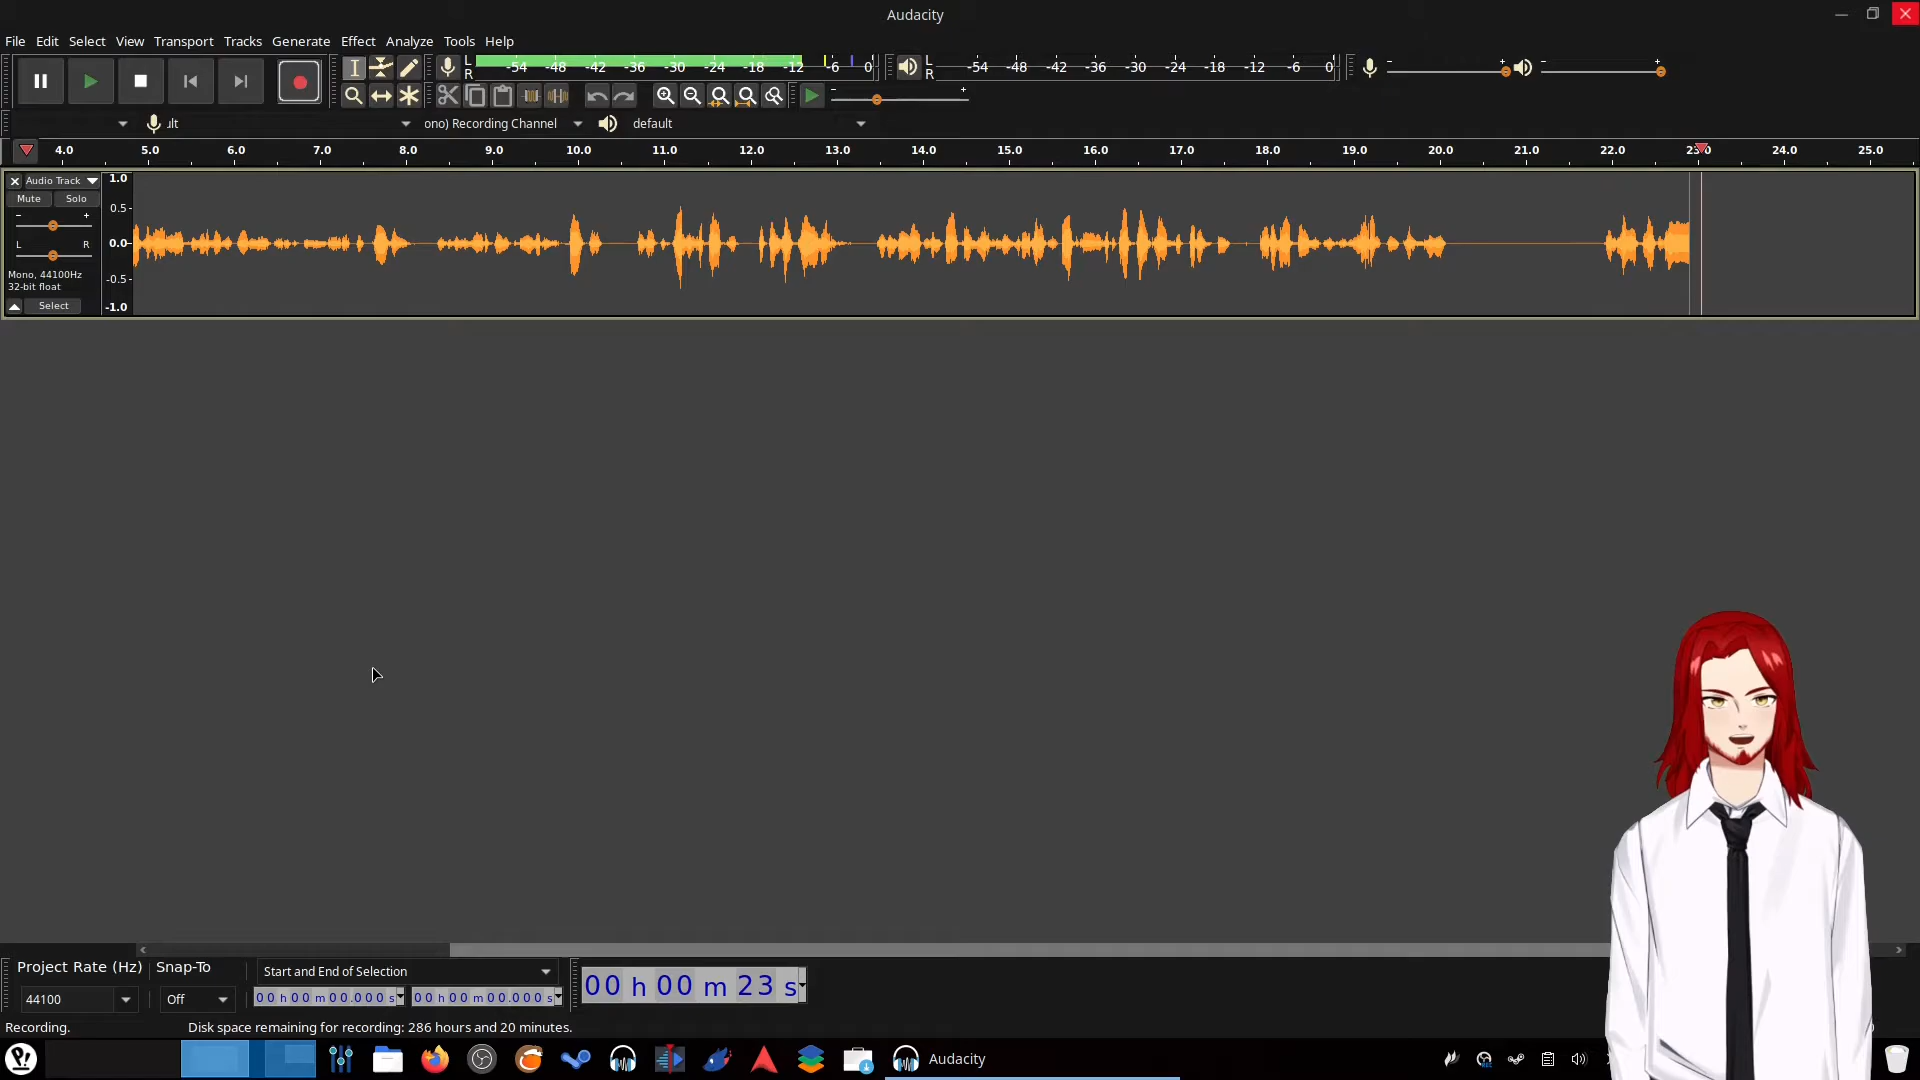 Audacity
File Edit Select View Transport Tracks Generate Effect Analyze Tools Help
L
R
-54 -48 -42 -36 -30 -24 -18 -12 -6 0
L
R
-54 -48 -42 -36 -30 -24 -18 -12 -6 0
ult
ono) Recording Channel
default
4.0 5.0 6.0 7.0 8.0 9.0 10.0 11.0 12.0 13.0 14.0 15.0 16.0 17.0 18.0 19.0 20.0 21.0 22.0 23.0 24.0 25.0
Audio Track
Mute Solo
L R
Mono, 44100Hz
32-bit float
Select
1.0
0.5
0.0
-0.5
-1.0
Project Rate (Hz) Snap-To
Start and End of Selection
44100
Off
00 h 00 m 00.000 s
00 h 00 m 00.000 s
00 h 00 m 23 s
Recording.
Disk space remaining for recording: 286 hours and 20 minutes.
Audacity